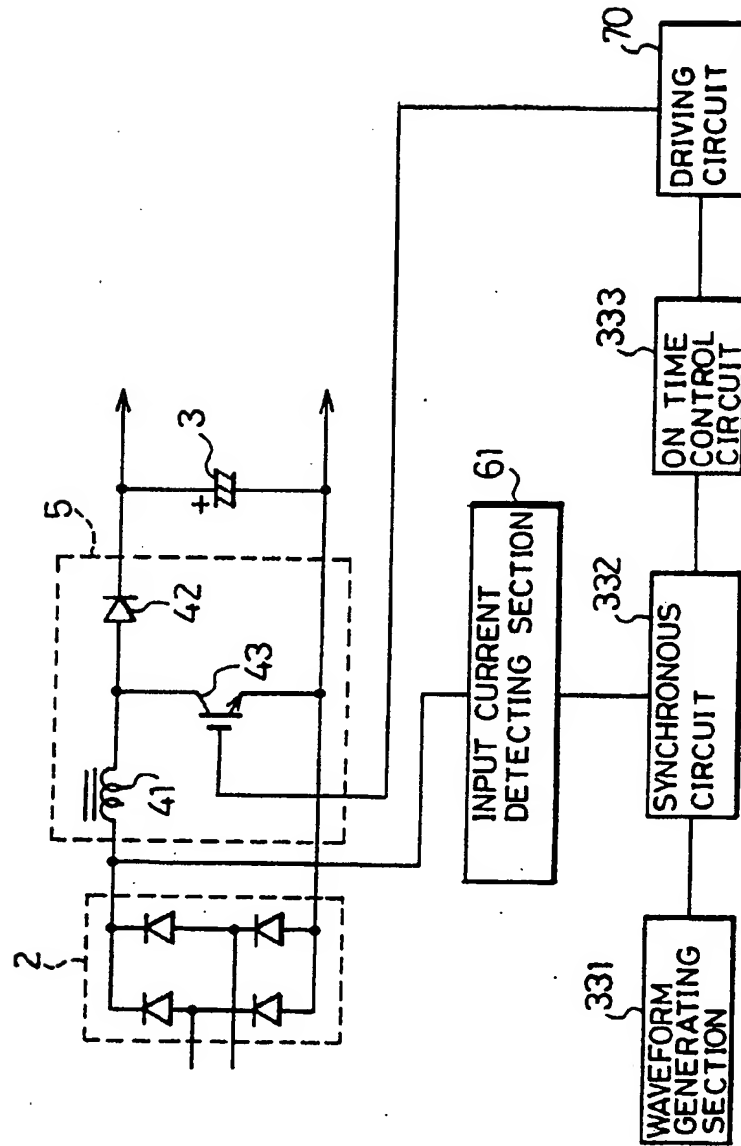 2
5
41
42
43
3
+
INPUT CURRENT
DETECTING SECTION
61
WAVEFORM
GENERATING
SECTION
331
SYNCHRONOUS
CIRCUIT
332
ON TIME
CONTROL
CIRCUIT
333
DRIVING
CIRCUIT
70